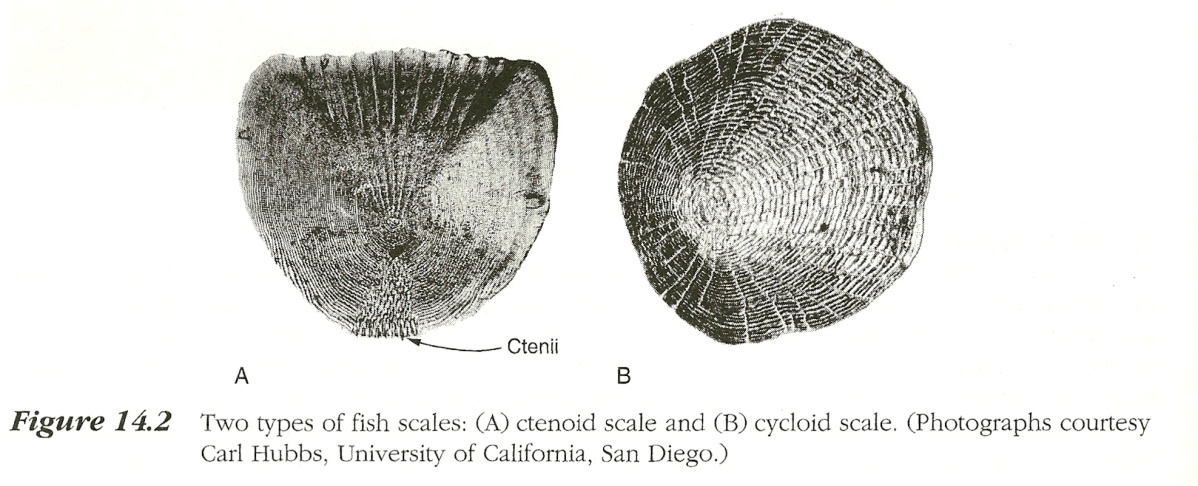 Ctenii
A
B
Figure 14.2 Two types of fish scales: (A) ctenoid scale and (B) cycloid scale. (Photographs courtesy
Carl Hubbs, University of California, San Diego.)